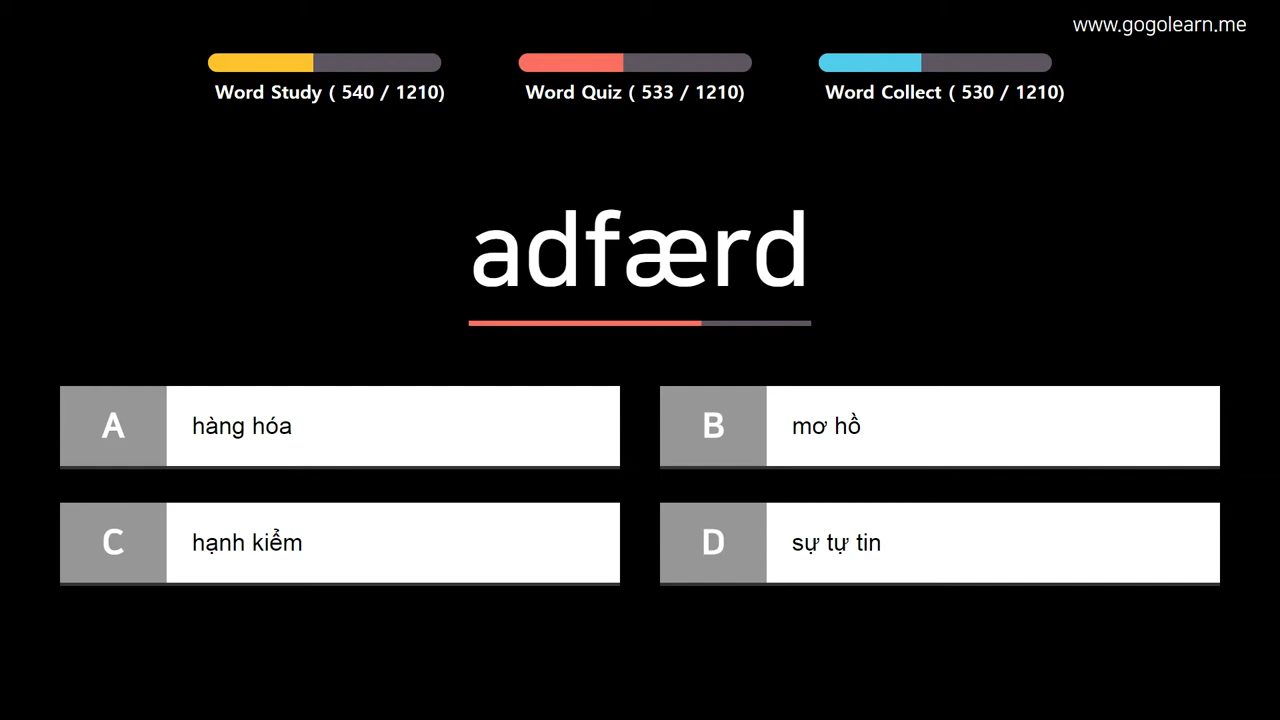 www.gogolearn.me
Word Study ( 540 / 1210)
Word Quiz ( 533 / 1210)
Word Collect ( 530 / 1210)
adfærd
A hàng hóa
B mơ hồ
C hạnh kiểm
D sự tự tin